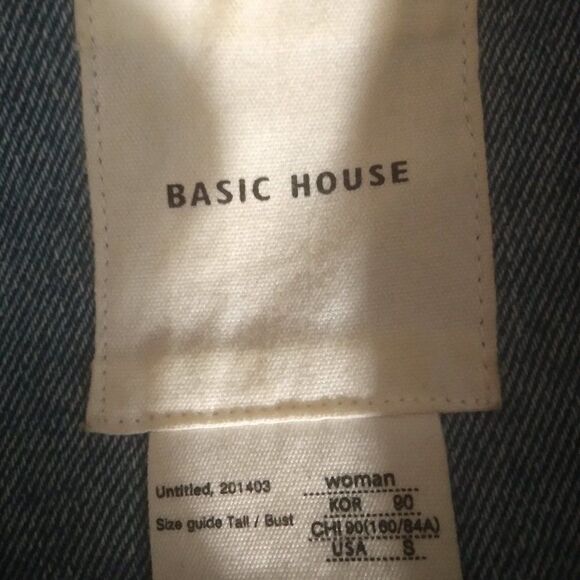 BASIC HOUSE
Untitled, 201403
Size guide Tall / Bust
woman
KOR 90
CHI 90(160/84A)
USA S